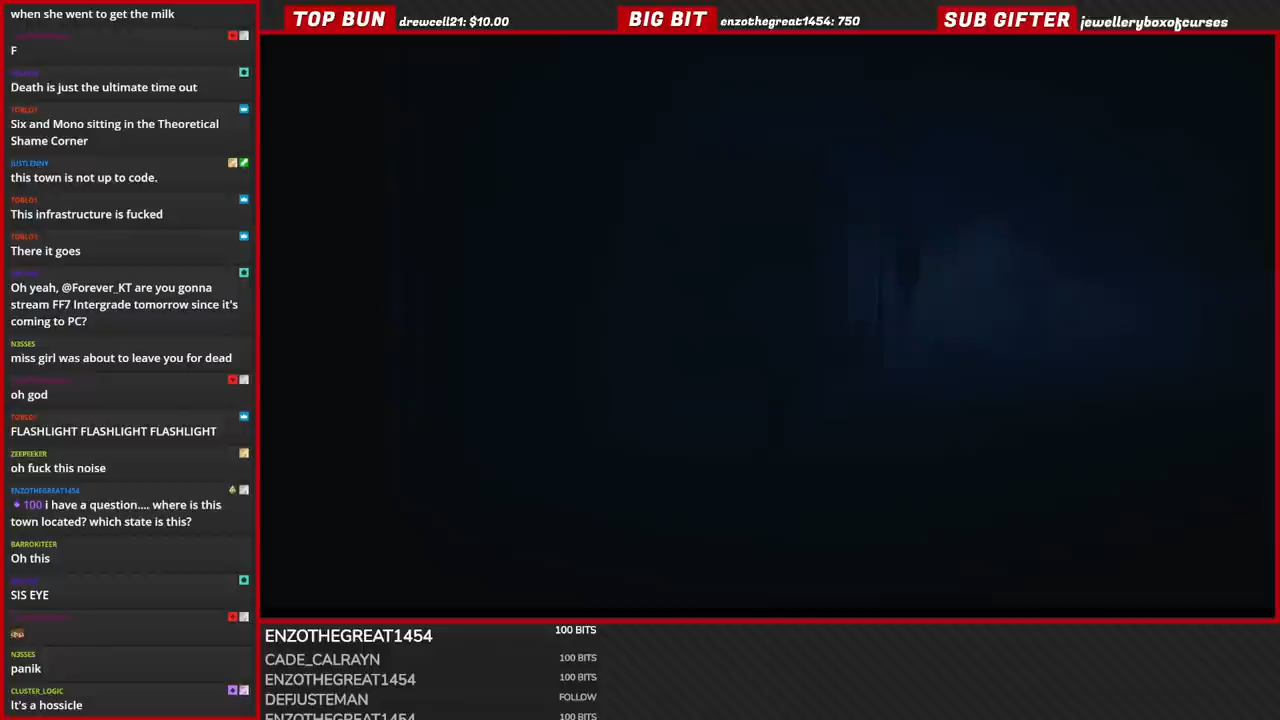 TOP BUN drewcell21: $10.00 BIG BIT enzothegreat1454: 750 SUB GIFTER jewelleryboxofcurses
when she went to get the milk
F
Death is just the ultimate time out
TOBLO1
Six and Mono sitting in the Theoretical
Shame Corner
JUSTLENNY
this town is not up to code.
TOBLO1
This infrastructure is fucked
TOBLO1
There it goes
Oh yeah, @Forever_KT are you gonna
stream FF7 Intergrade tomorrow since it's
coming to PC?
N3SSES
miss girl was about to leave you for dead
oh god
TOBLO1
FLASHLIGHT FLASHLIGHT FLASHLIGHT
ZEEPEEKER
oh fuck this noise
ENZOTHEGREAT1454
100 i have a question.... where is this
town located? which state is this?
BARROKITEER
Oh this
SIS EYE
N3SSES
panik
CLUSTER_LOGIC
It's a hossicle
ENZOTHEGREAT1454 100 BITS
CADE_CALRAYN 100 BITS
ENZOTHEGREAT1454 100 BITS
DEFJUSTEMAN FOLLOW
ENZOTHEGREAT1454 100 BITS